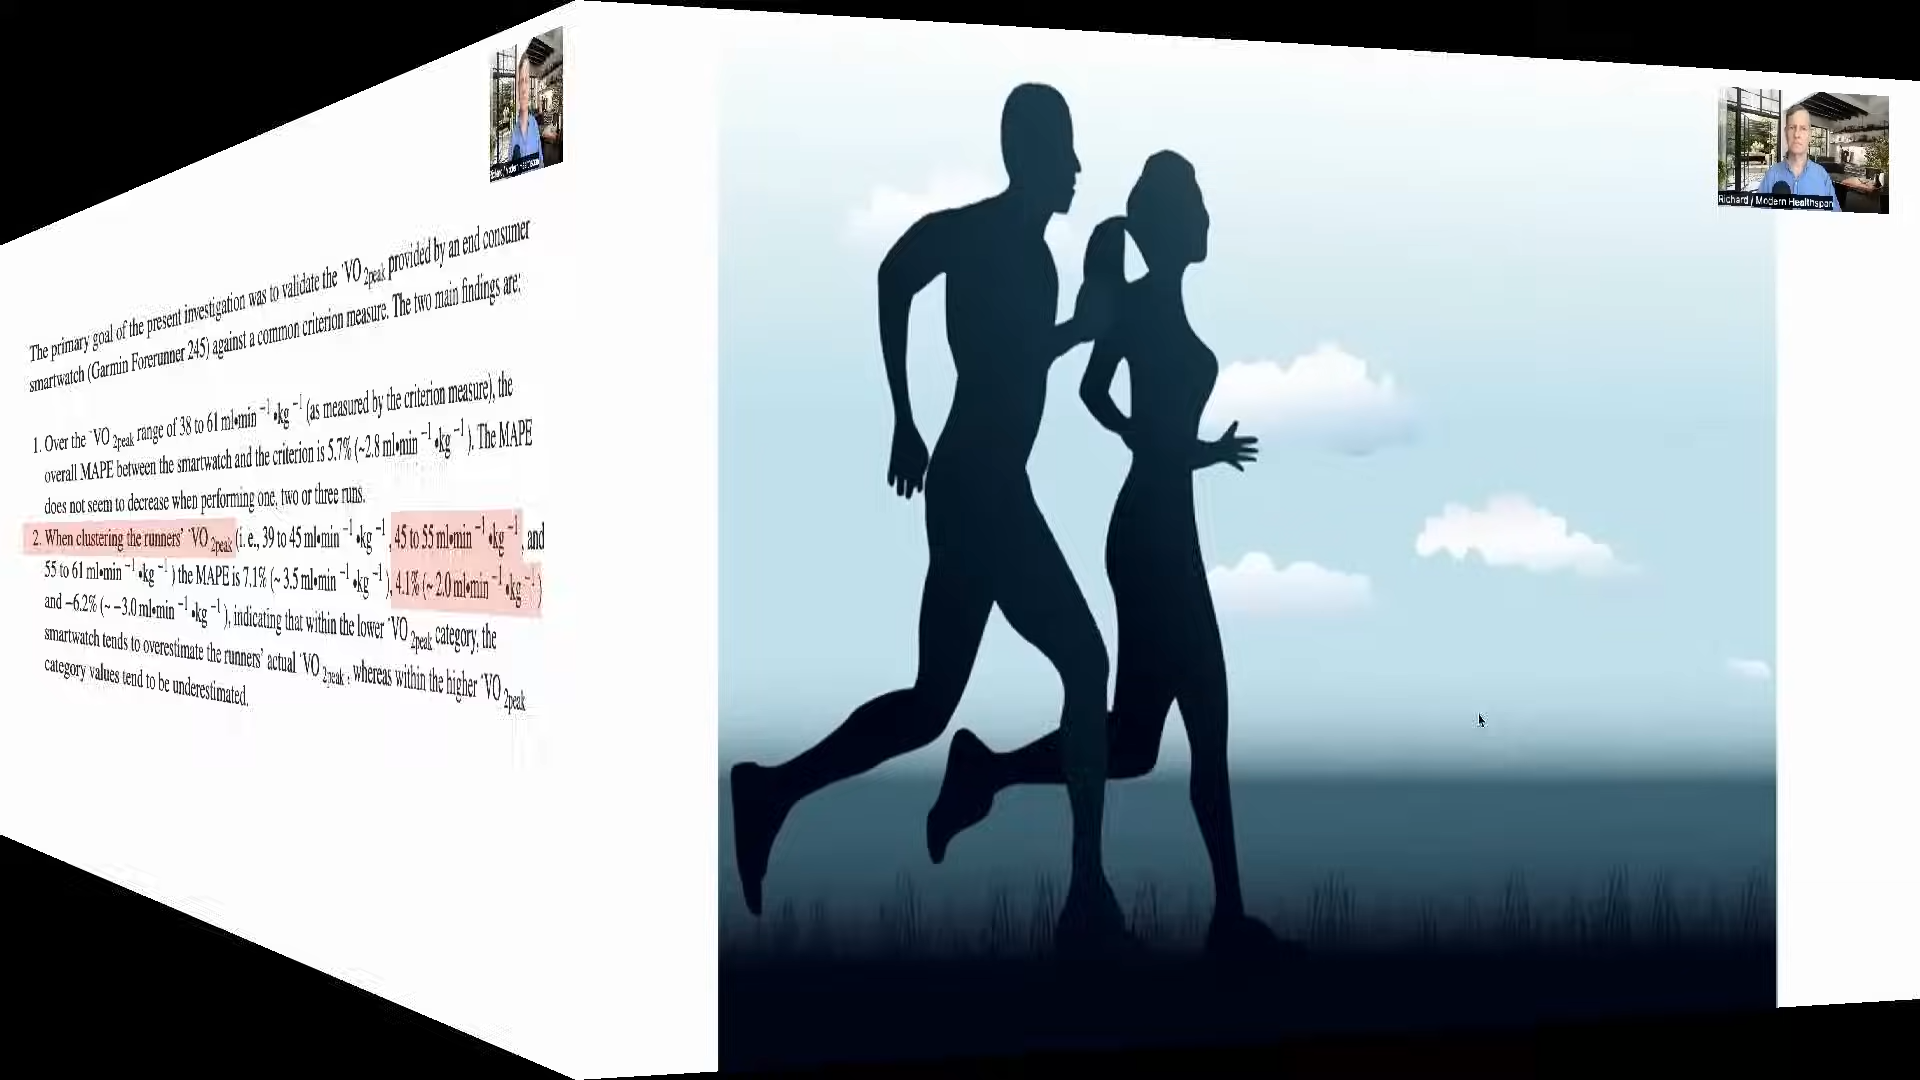 Richard / Modern Healthspan
The primary goal of the present investigation was to validate the ˙VO 2peak provided by an end consumer
smartwatch (Garmin Forerunner 245) against a common criterion measure. The two main findings are:
1. Over the ˙VO 2peak range of 38 to 61 ml•min −1 •kg −1 (as measured by the criterion measure), the
overall MAPE between the smartwatch and the criterion is 5.7% (~2.8 ml•min −1 •kg −1 ). The MAPE
does not seem to decrease when performing one, two or three runs.
2. When clustering the runners’ ˙VO 2peak (i. e., 39 to 45 ml•min −1 •kg −1 , 45 to 55 ml•min −1 •kg −1, and
55 to 61 ml•min −1 •kg −1 ) the MAPE is 7.1% (~ 3.5 ml•min −1 •kg −1 ), 4.1% (~ 2.0 ml•min −1 •kg −1 )
and −6.2% (~ −3.0 ml•min −1 •kg −1 ), indicating that within the lower ˙VO 2peak category, the
smartwatch tends to overestimate the runners’ actual ˙VO 2peak , whereas within the higher ˙VO 2peak
category values tend to be underestimated.
Richard / Modern Healthspan